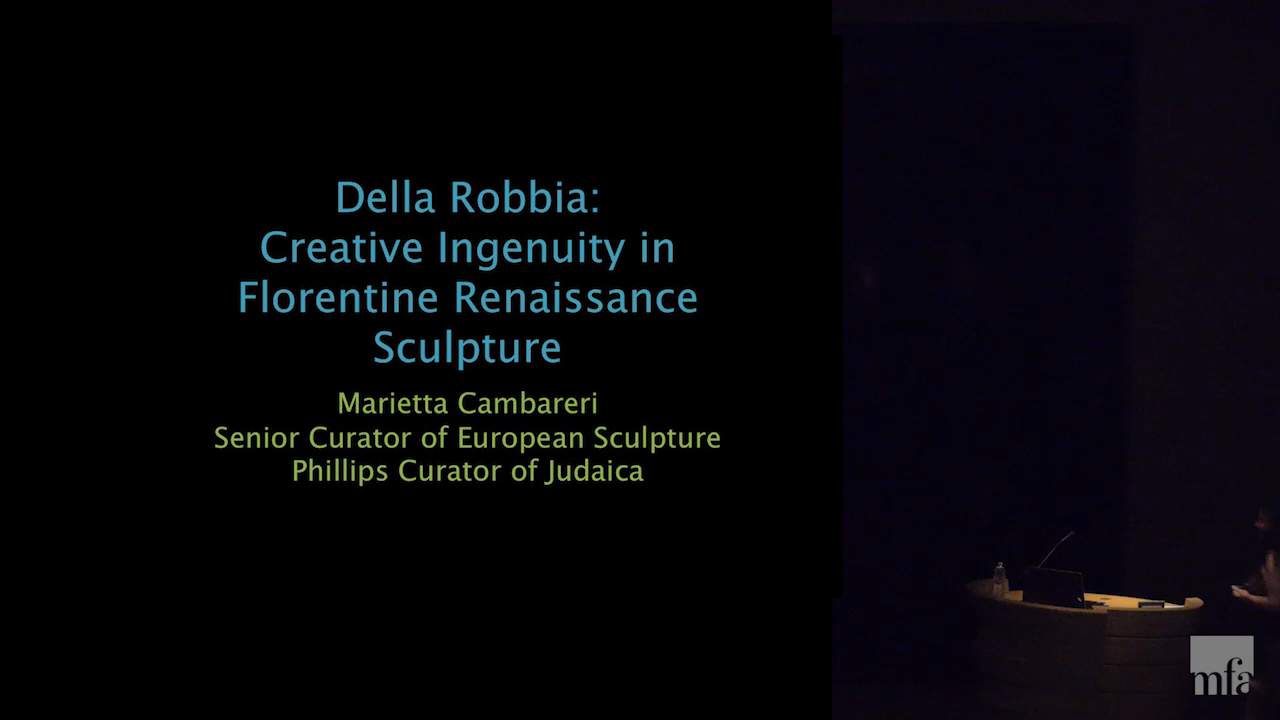 Della Robbia:
Creative Ingenuity in
Florentine Renaissance
Sculpture
Marietta Cambareri
Senior Curator of European Sculpture
Phillips Curator of Judaica
mfa